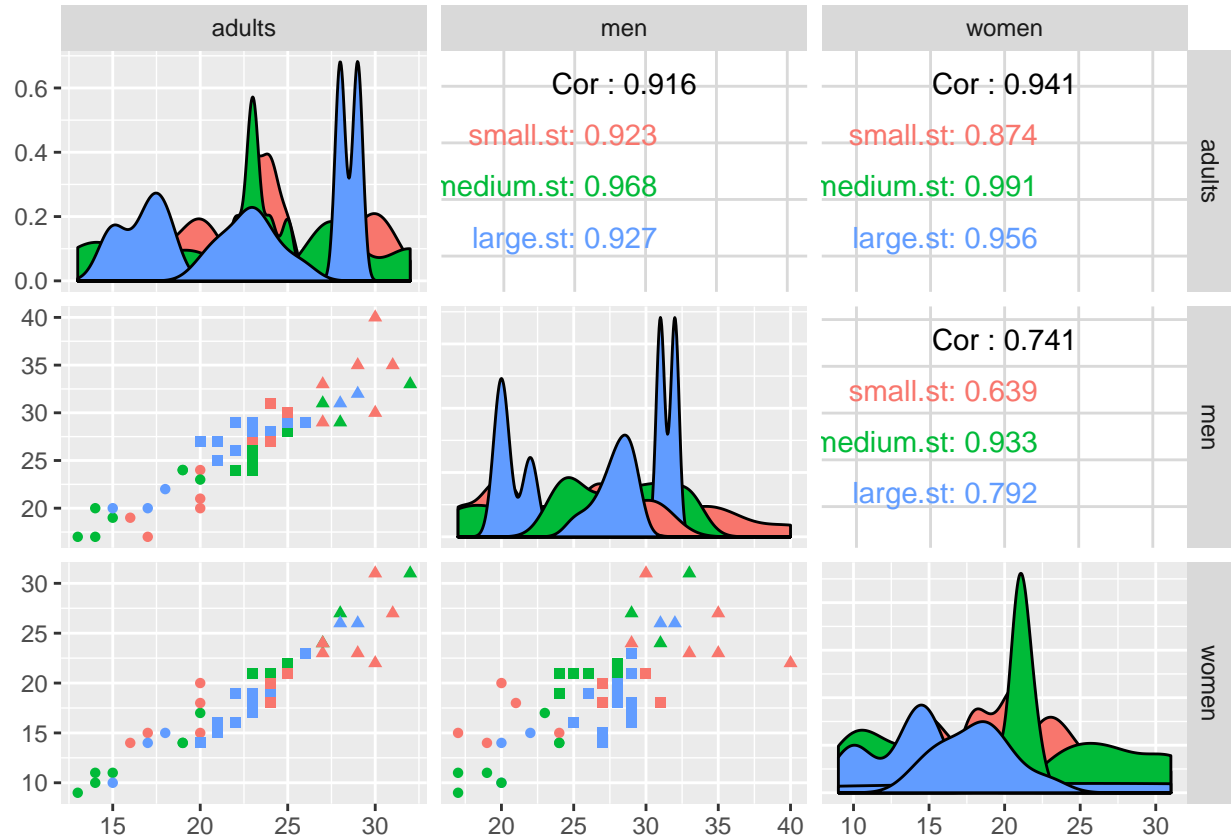 adults men women
0.6 Cor : 0.916 Cor : 0.941
small.st: 0.923 small.st: 0.874
0.4
medium.st: 0.968 medium.st: 0.991
0.2
large.st: 0.927 large.st: 0.956
0.0
adults
40
Cor : 0.741
35
small.st: 0.639
30
medium.st: 0.933
25
large.st: 0.792
20
men
30
25
20
15
10
women
15 20 25 30 20 25 30 35 40 10 15 20 25 30